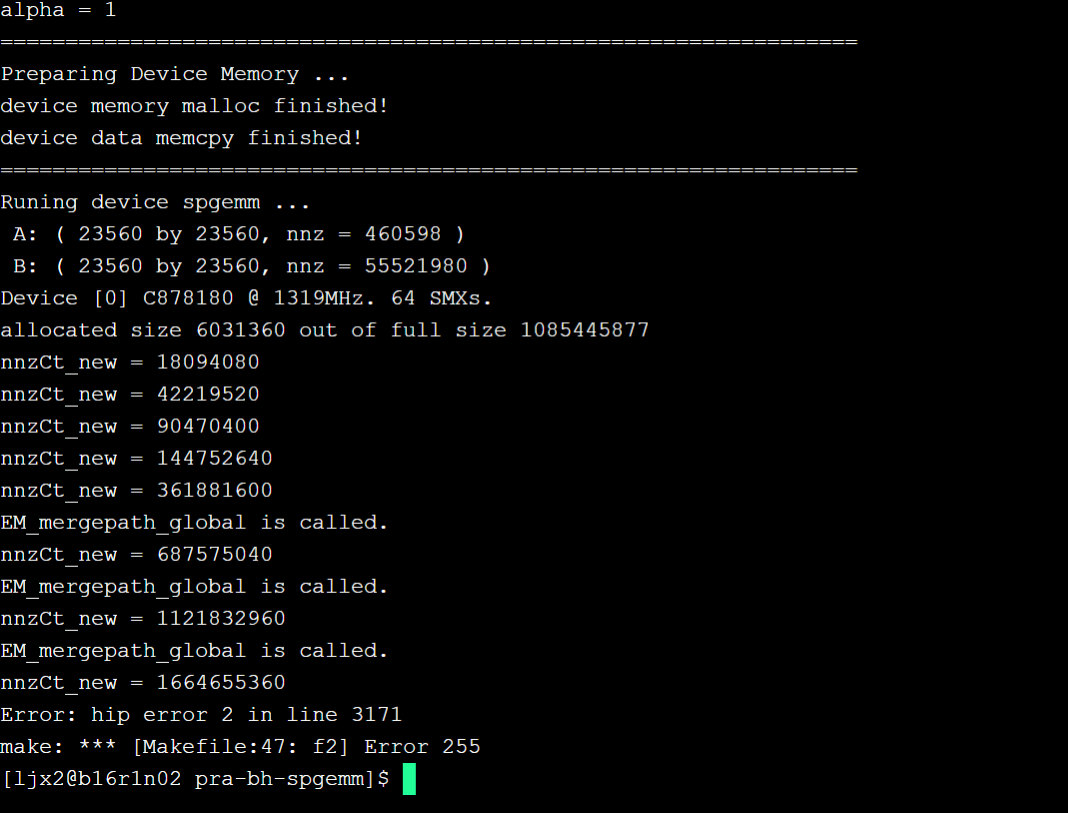 alpha = 1
==================================================================
Preparing Device Memory ...
device memory malloc finished!
device data memcpy finished!
==================================================================
Runing device spgemm ...
 A: ( 23560 by 23560, nnz = 460598 )
 B: ( 23560 by 23560, nnz = 55521980 )
Device [0] C878180 @ 1319MHz. 64 SMXs.
allocated size 6031360 out of full size 1085445877
nnzCt_new = 18094080
nnzCt_new = 42219520
nnzCt_new = 90470400
nnzCt_new = 144752640
nnzCt_new = 361881600
EM_mergepath_global is called.
nnzCt_new = 687575040
EM_mergepath_global is called.
nnzCt_new = 1121832960
EM_mergepath_global is called.
nnzCt_new = 1664655360
Error: hip error 2 in line 3171
make: *** [Makefile:47: f2] Error 255
[ljx2@b16r1n02 pra-bh-spgemm]$